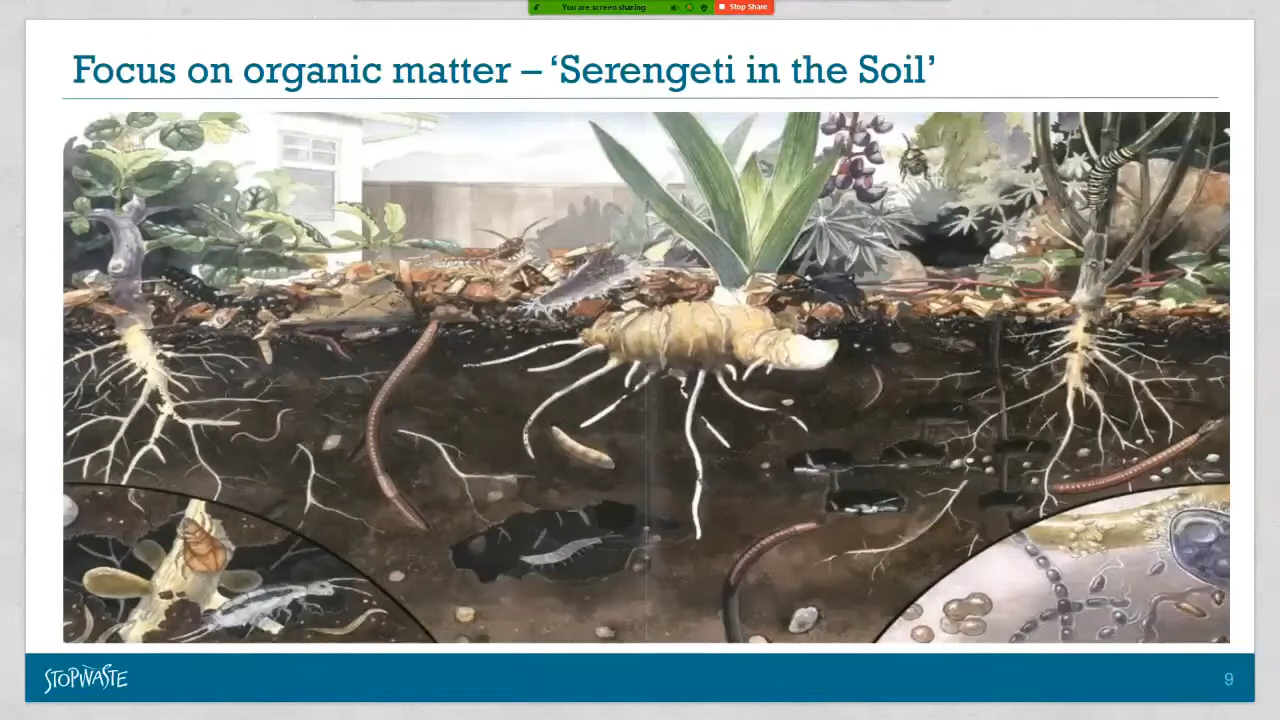 You are screen sharing
Stop Share
Focus on organic matter – ‘Serengeti in the Soil’
STOPWASTE
9